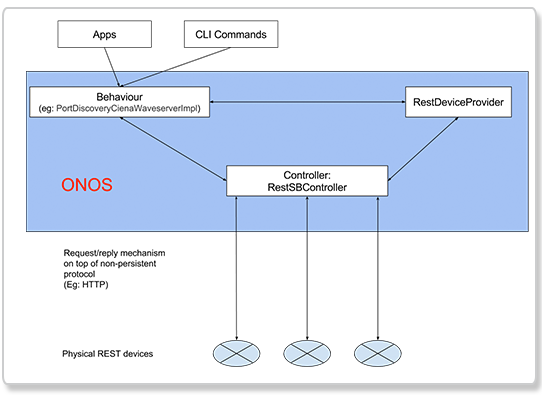 Apps
CLI Commands
Behaviour
(eg: PortDiscoveryCienaWaveserverImpl)
RestDeviceProvider
Controller:
RestSBController
ONOS
Request/reply mechanism
on top of non-persistent
protocol
(Eg: HTTP)
Physical REST devices